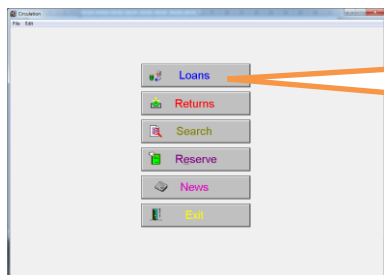 Circulation
File Edit
Loans
Returns
Search
Reserve
News
Exit